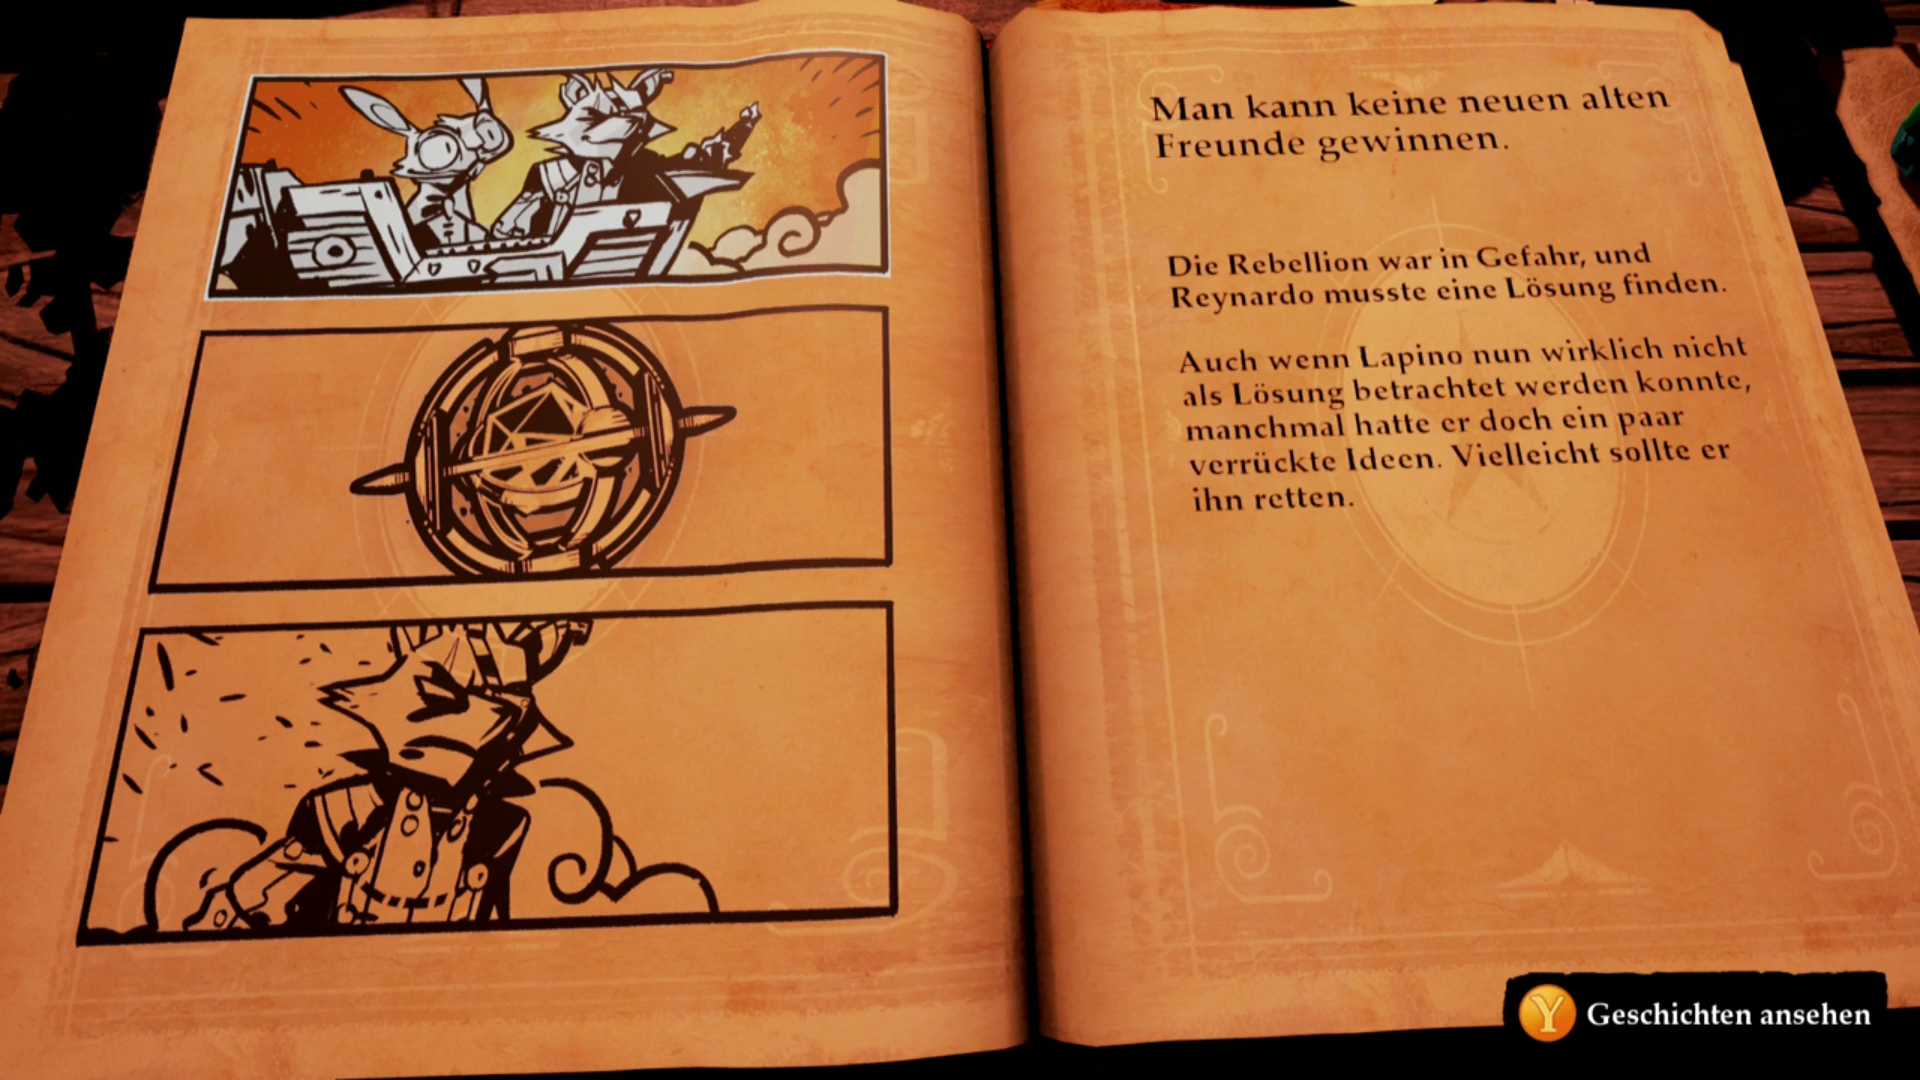 Man kann keine neuen alten
Freunde gewinnen.
Die Rebellion war in Gefahr, und
Reynardo musste eine Lösung finden.
Auch wenn Lapino nun wirklich nicht
als Lösung betrachtet werden konnte,
manchmal hatte er doch ein paar
verrückte Ideen. Vielleicht sollte er
ihn retten.
Y Geschichten ansehen